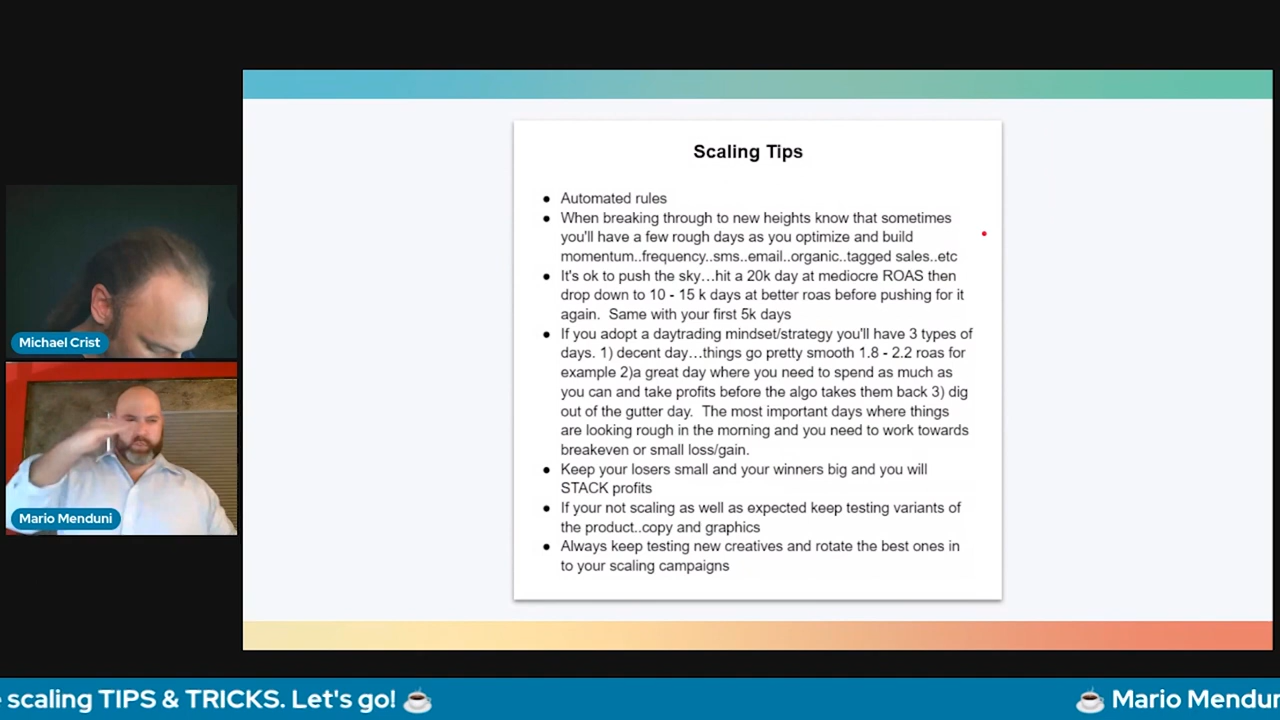 Scaling Tips
● Automated rules
● When breaking through to new heights know that sometimes
you'll have a few rough days as you optimize and build
momentum..frequency..sms..email..organic..tagged sales..etc
● It's ok to push the sky…hit a 20k day at mediocre ROAS then
drop down to 10 - 15 k days at better roas before pushing for it
again.  Same with your first 5k days
● If you adopt a daytrading mindset/strategy you'll have 3 types of
days. 1) decent day…things go pretty smooth 1.8 - 2.2 roas for
example 2)a great day where you need to spend as much as
you can and take profits before the algo takes them back 3) dig
out of the gutter day.  The most important days where things
are looking rough in the morning and you need to work towards
breakeven or small loss/gain.
● Keep your losers small and your winners big and you will
STACK profits
● If your not scaling as well as expected keep testing variants of
the product..copy and graphics
● Always keep testing new creatives and rotate the best ones in
to your scaling campaigns
Michael Crist
Mario Menduni
scaling TIPS & TRICKS. Let's go! ☕
☕ Mario Mendun